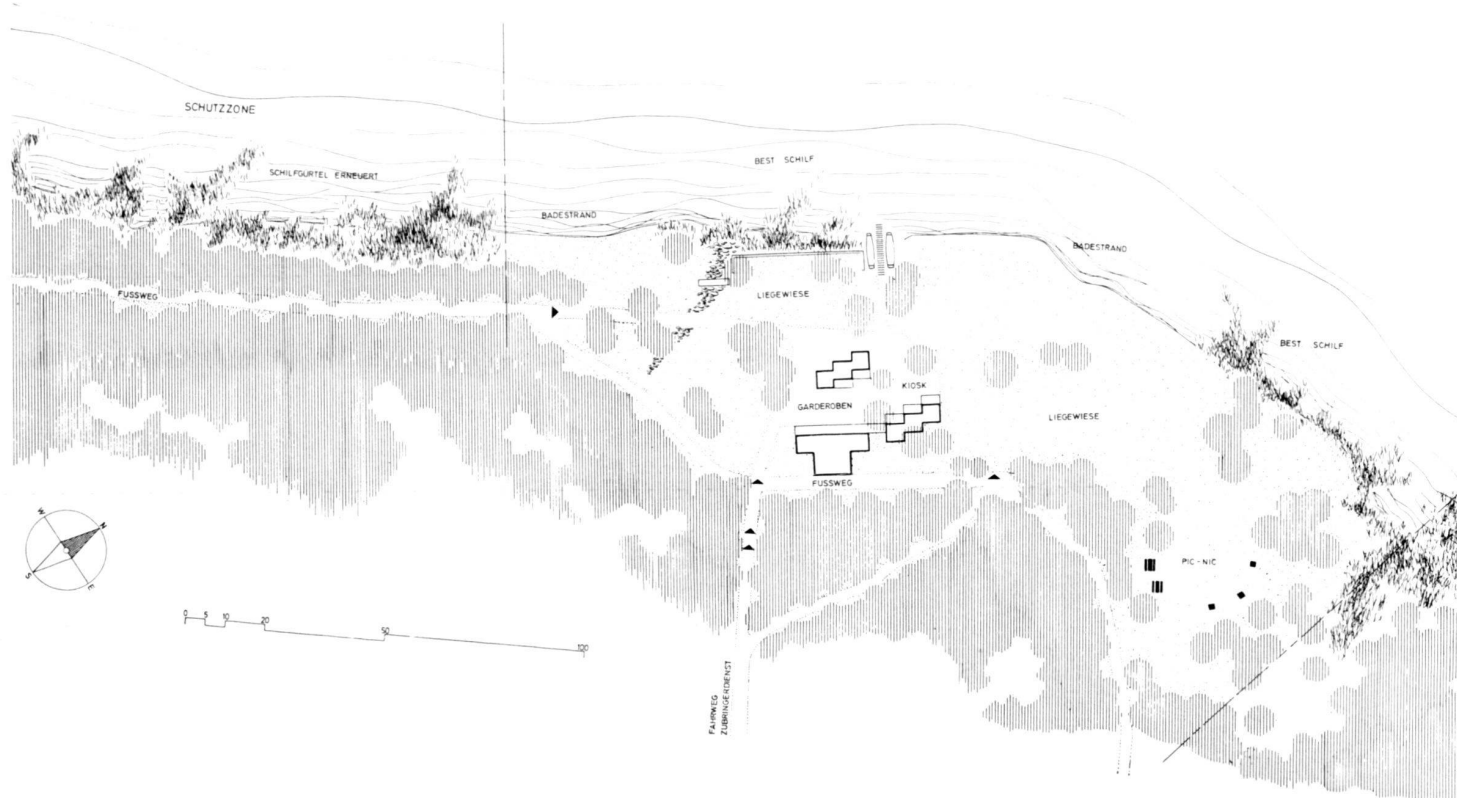 SCHUTZZONE
BEST SCHILF
SCHILFGURTEL ERNEUERT
BADESTRAND
BADESTRAND
FUSSWEG
LIEGEWIESE
BEST SCHILF
KIOSK
GARDEROBEN
LIEGEWIESE
FUSSWEG
W
N
S
E
PIC-NIC
0 5 10 20 50 100
FAHRWEG
ZUBRINGERDIENST